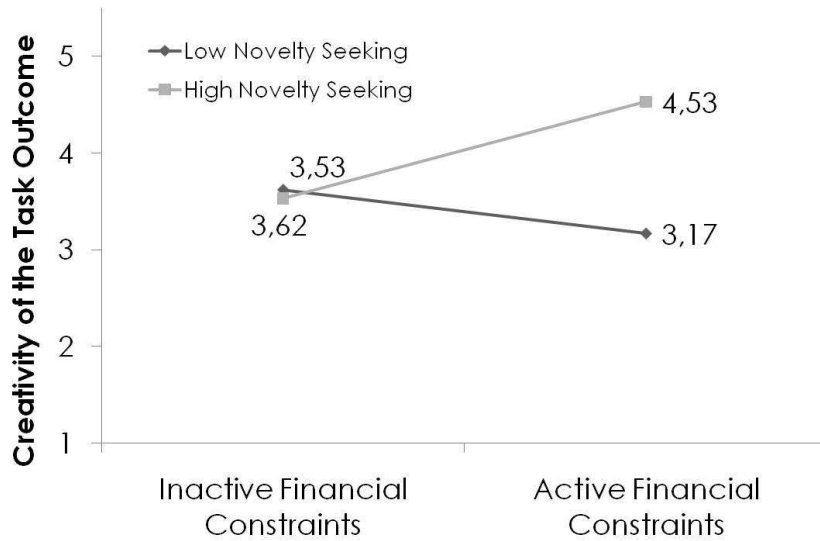 Creativity of the Task Outcome
5
4
3
2
1
Low Novelty Seeking
High Novelty Seeking
3,53
3,62
4,53
3,17
Inactive Financial
Constraints
Active Financial
Constraints